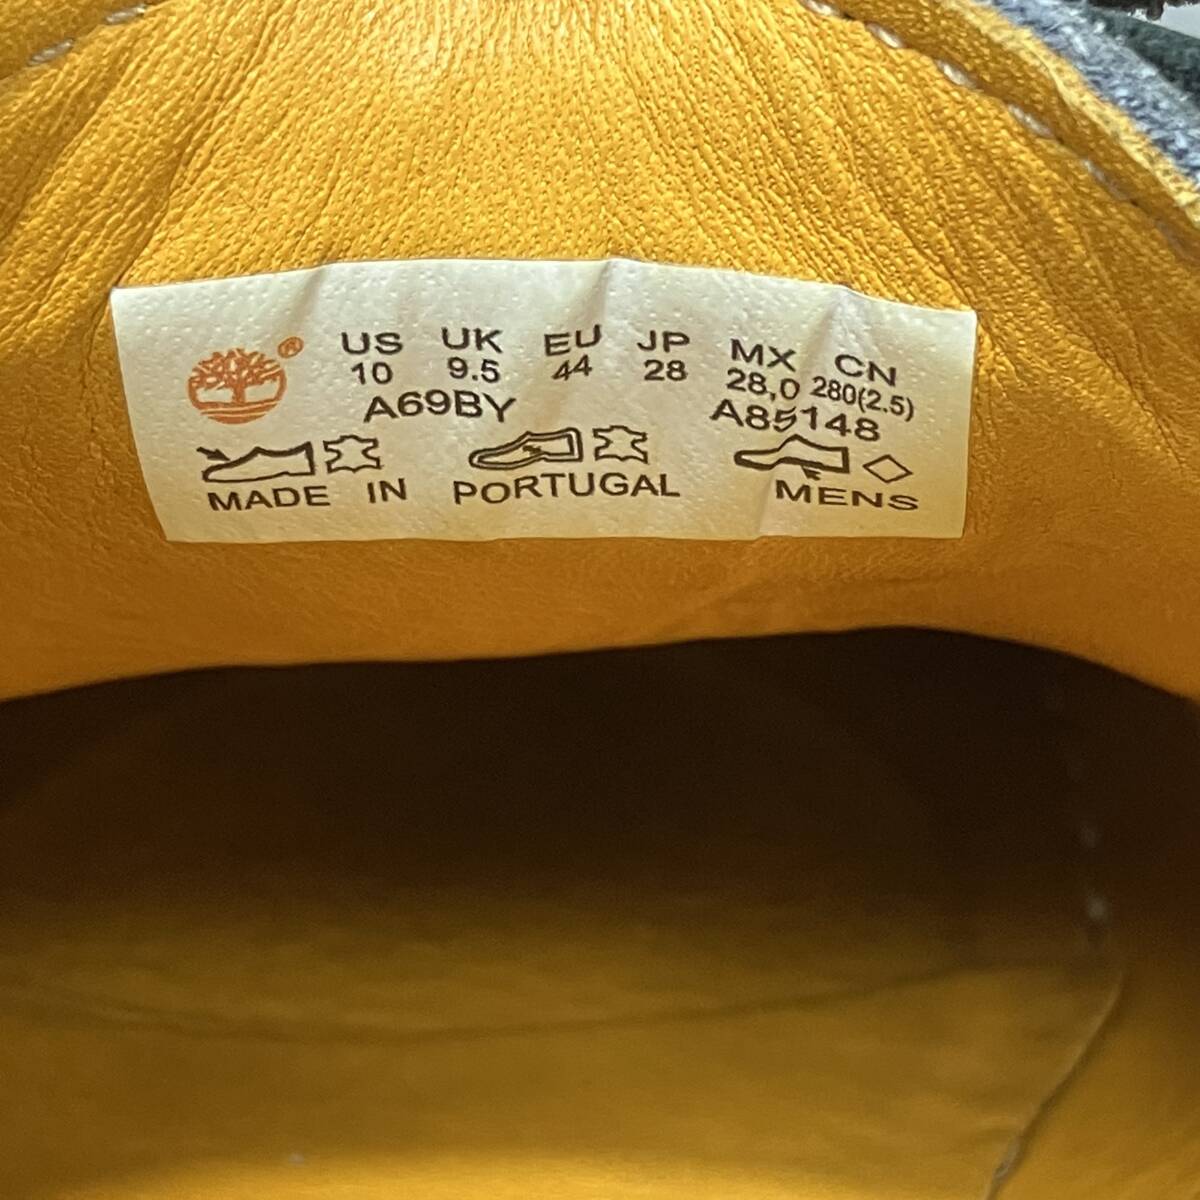 US UK EU JP MX CN
10 9.5 44 28 28,0 280(2.5)
A69BY A85148
MADE IN PORTUGAL MENS